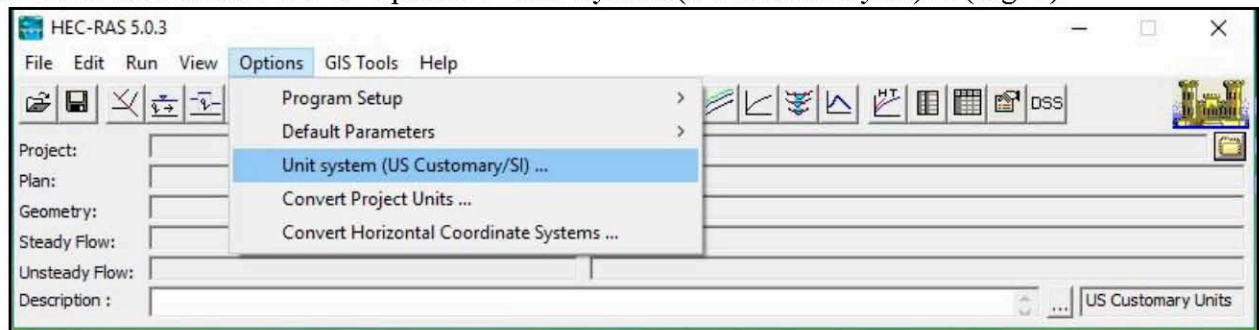 HEC-RAS 5.0.3
File Edit Run View Options GIS Tools Help
DSS
Program Setup
Default Parameters
Unit system (US Customary/SI) ...
Convert Project Units ...
Convert Horizontal Coordinate Systems ...
Project:
Plan:
Geometry:
Steady Flow:
Unsteady Flow:
Description :
... US Customary Units